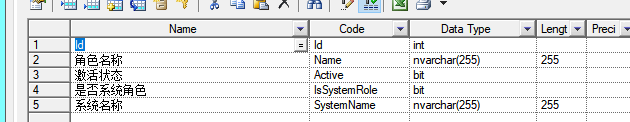 Name Code Data Type Lengt Preci
1 Id = Id int
2 角色名称 Name nvarchar(255) 255
3 激活状态 Active bit
4 是否系统角色 IsSystemRole bit
5 系统名称 SystemName nvarchar(255) 255